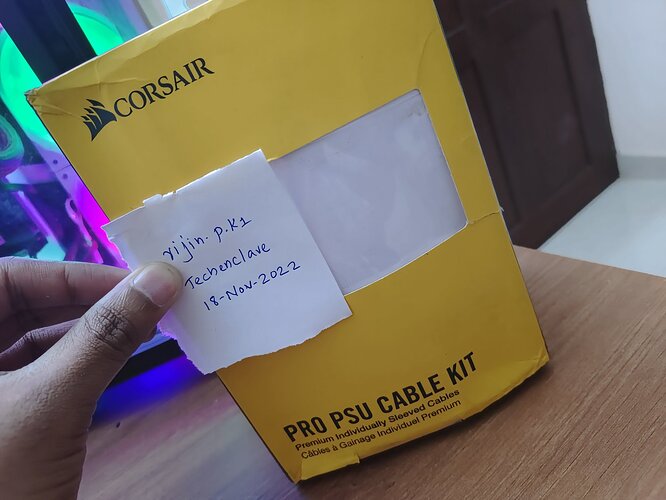 CORSAIR
vijin.p.k1
Techenclave
18-Nov-2022
PRO PSU CABLE KIT
Premium Individually Sleeved Cables
Câbles à Gainage Individuel Premium